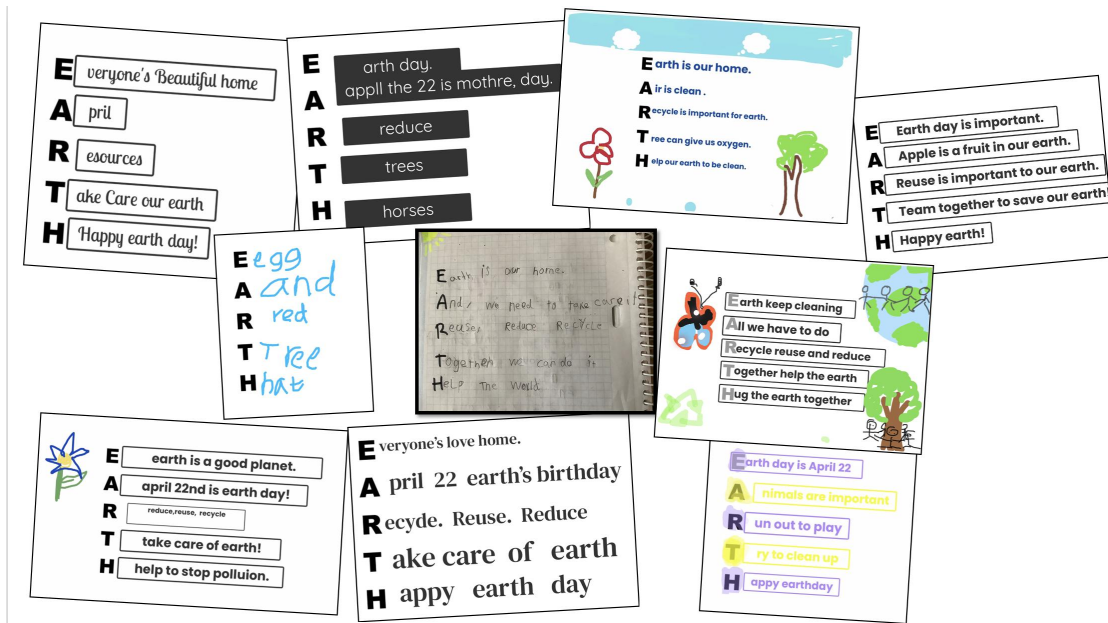 E veryone's Beautiful home
A pril
R esources
T ake Care our earth
H Happy earth day!
E arth day.
A appll the 22 is mothre, day.
R reduce
T trees
H horses
Earth is our home.
Air is clean .
Recycle is important for earth.
Tree can give us oxygen.
Help our earth to be clean.
E Earth day is important.
A Apple is a fruit in our earth.
R Reuse is important to our earth.
T Team together to save our earth!
H Happy earth!
E egg
A and
R red
T Tree
H hat
Earth is our home.
And, we need to take care it
Reuse, Reduce Recycle
Together we can do it
Help The World
Earth keep cleaning
All we have to do
Recycle reuse and reduce
Together help the earth
Hug the earth together
E earth is a good planet.
A april 22nd is earth day!
R reduce,reuse, recycle
T take care of earth!
H help to stop polluion.
E veryone's love home.
A pril 22 earth's birthday
Recyde. Reuse. Reduce
T ake care of earth
H appy earth day
Earth day is April 22
A nimals are important
R un out to play
T ry to clean up
H appy earthday